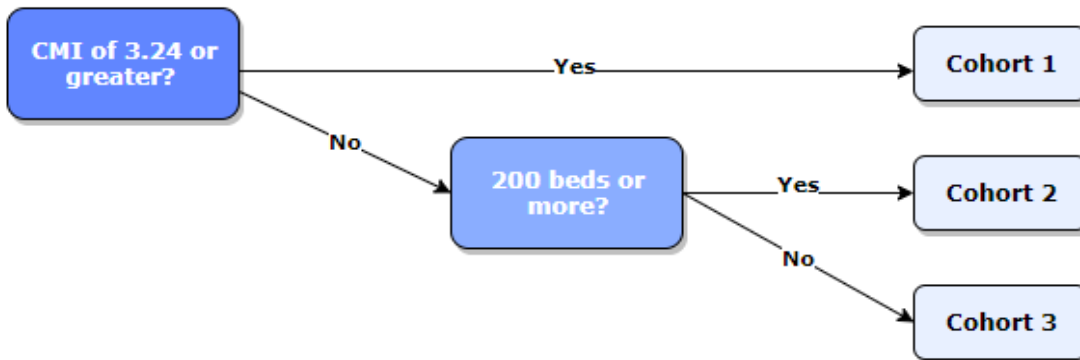 CMI of 3.24 or
greater?
Yes
Cohort 1
No
200 beds or
more?
Yes
Cohort 2
No
Cohort 3